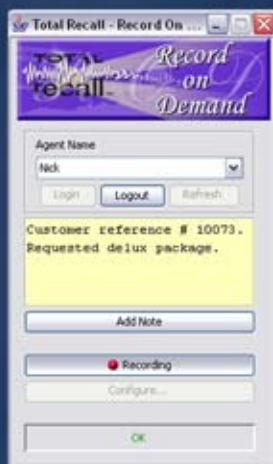 Total Recall - Record On ...
TOTAL
recall
Record
on
Demand
Agent Name
Nick
Login Logout Refresh
Customer reference # 10073.
Requested delux package.
Add Note
Recording
Configure...
OK